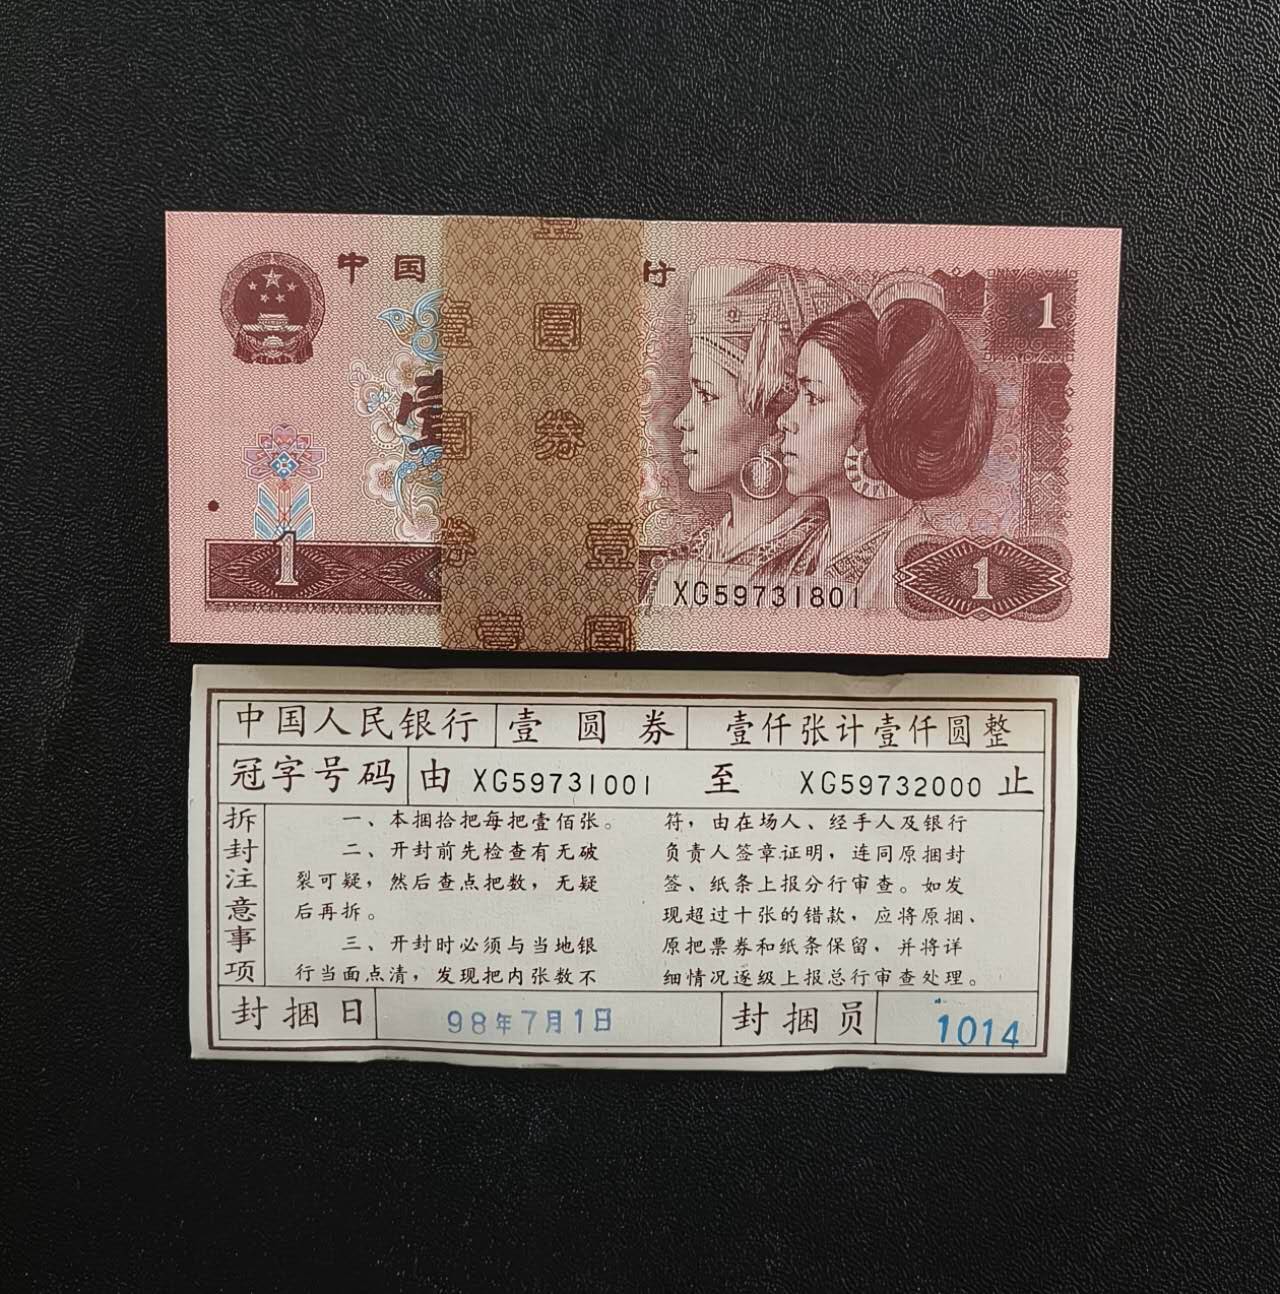 中国
行
壹
1
1
1
壹
壹
圆
圆
券
券
壹
壹
圆
XG59731801
中国人民银行 壹圆券 壹仟张计壹仟圆整
冠字号码 由 XG59731001 至 XG59732000 止
拆封注意事项
一、本捆拾把每把壹佰张。
二、开封前先检查有无破
裂可疑，然后查点把数，无疑
后再拆。
三、开封时必须与当地银
行当面点清，发现把内张数不
符，由在场人、经手人及银行
负责人签章证明，连同原捆封
签、纸条上报分行审查。如发
现超过十张的错款，应将原捆、
原把票券和纸条保留，并将详
细情况逐级上报总行审查处理。
封捆日 98年7月1日 封捆员 1014